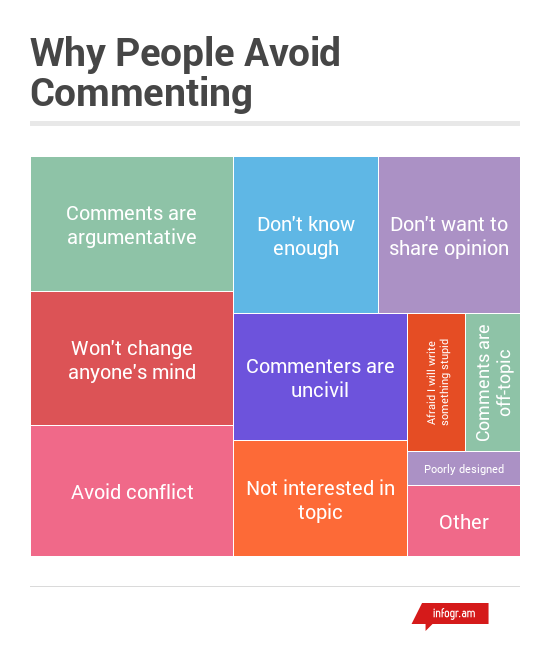 Why People Avoid
Commenting
Comments are
argumentative
Don't know
enough
Don't want to
share opinion
Won't change
anyone's mind
Commenters are
uncivil
Afraid I will write
something stupid
Comments are
off-topic
Avoid conflict
Not interested in
topic
Poorly designed
Other
infogr.am